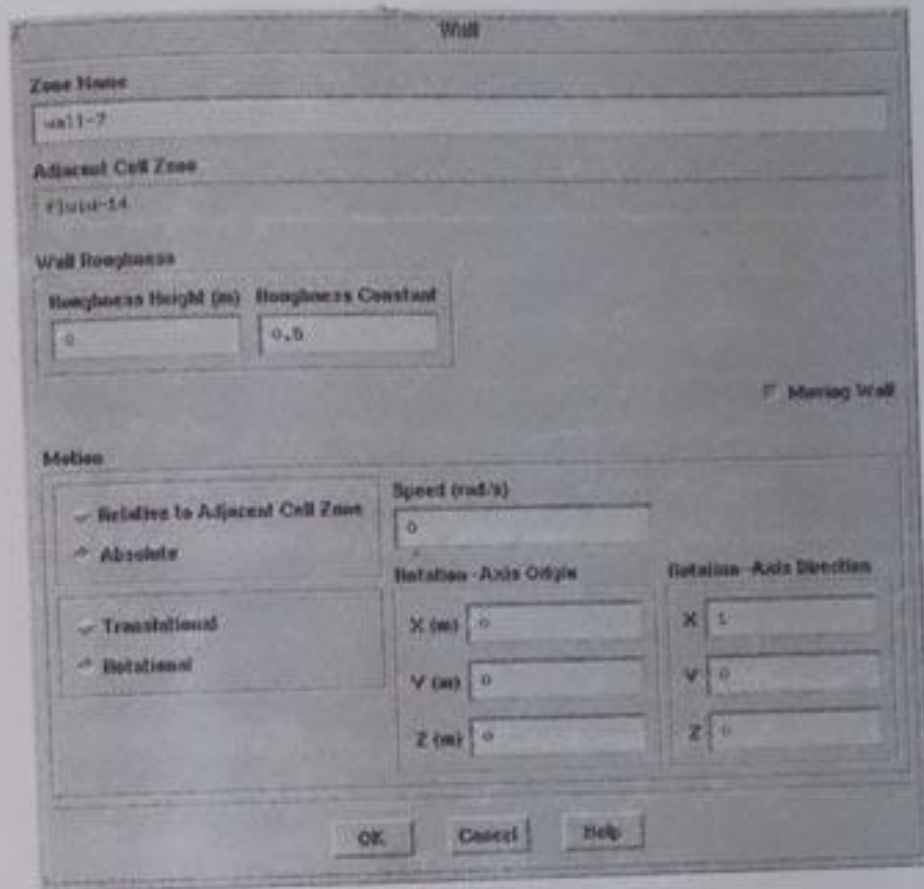 Wall
Zone Name
wall-7
Adjacent Cell Zone
fluid-14
Wall Roughness
Roughness Height (m) Roughness Constant
0 0.5
Moving Wall
Motion
Relative to Adjacent Cell Zone
Absolute
Translational
Rotational
Speed (rad/s)
0
Rotation-Axis Origin
X (m) 0
Y (m) 0
Z (m) 0
Rotation-Axis Direction
X 1
Y 0
Z 0
OK Cancel Help